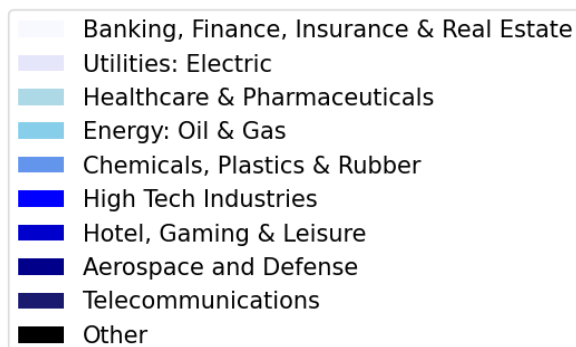 Banking, Finance, Insurance & Real Estate
Utilities: Electric
Healthcare & Pharmaceuticals
Energy: Oil & Gas
Chemicals, Plastics & Rubber
High Tech Industries
Hotel, Gaming & Leisure
Aerospace and Defense
Telecommunications
Other